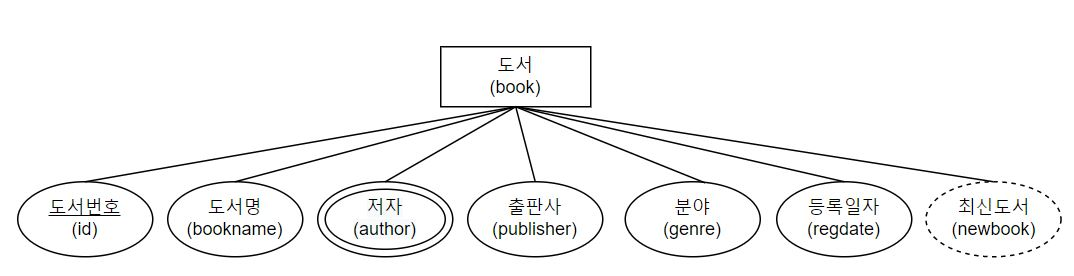 도서
(book)
도서번호
(id)
도서명
(bookname)
저자
(author)
출판사
(publisher)
분야
(genre)
등록일자
(regdate)
최신도서
(newbook)